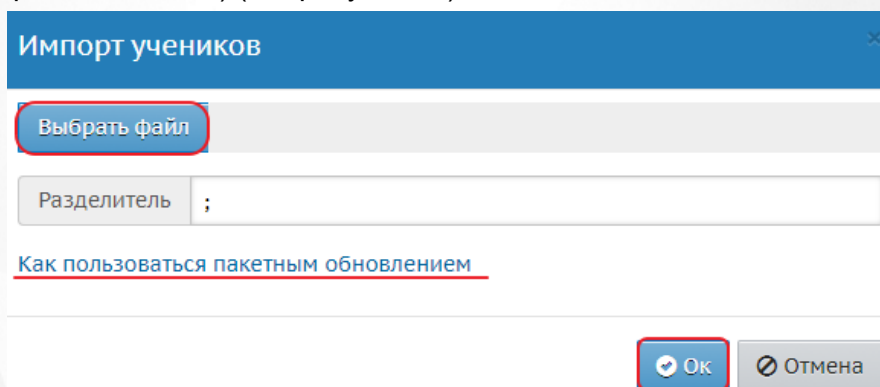 Импорт учеников
Выбрать файл
Разделитель ;
Как пользоваться пакетным обновлением
Ок Отмена